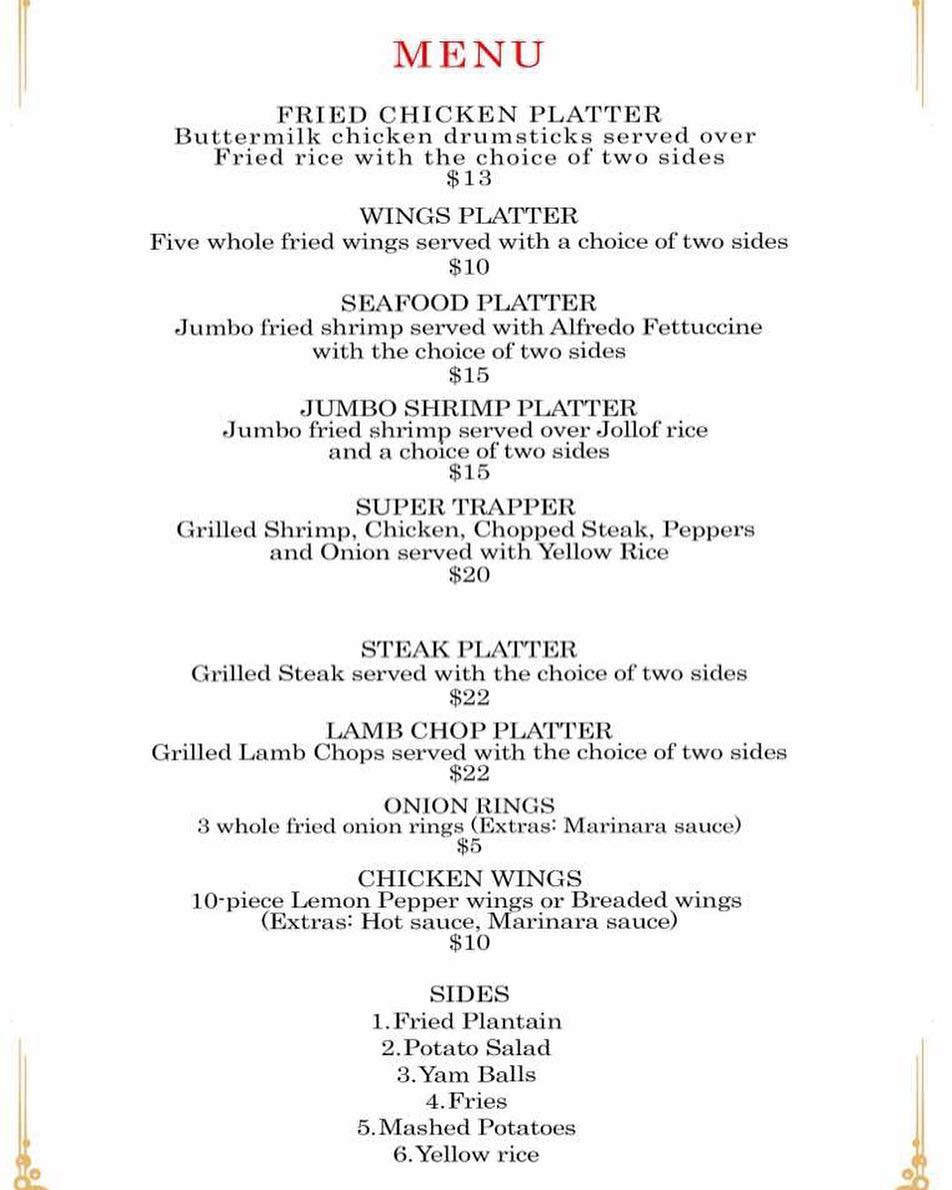 MENU
FRIED CHICKEN PLATTER
Buttermilk chicken drumsticks served over
Fried rice with the choice of two sides
$13
WINGS PLATTER
Five whole fried wings served with a choice of two sides
$10
SEAFOOD PLATTER
Jumbo fried shrimp served with Alfredo Fettuccine
with the choice of two sides
$15
JUMBO SHRIMP PLATTER
Jumbo fried shrimp served over Jollof rice
and a choice of two sides
$15
SUPER TRAPPER
Grilled Shrimp, Chicken, Chopped Steak, Peppers
and Onion served with Yellow Rice
$20
STEAK PLATTER
Grilled Steak served with the choice of two sides
$22
LAMB CHOP PLATTER
Grilled Lamb Chops served with the choice of two sides
$22
ONION RINGS
3 whole fried onion rings (Extras: Marinara sauce)
$5
CHICKEN WINGS
10-piece Lemon Pepper wings or Breaded wings
(Extras: Hot sauce, Marinara sauce)
$10
SIDES
1.Fried Plantain
2.Potato Salad
3.Yam Balls
4.Fries
5.Mashed Potatoes
6.Yellow rice